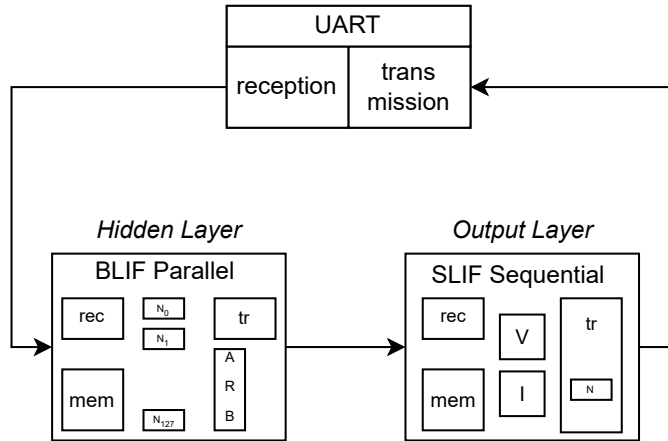 UART
reception
trans
mission
Hidden Layer
BLIF Parallel
rec
N0
N1
tr
A
R
B
mem
N127
Output Layer
SLIF Sequential
rec
V
tr
mem
I
N